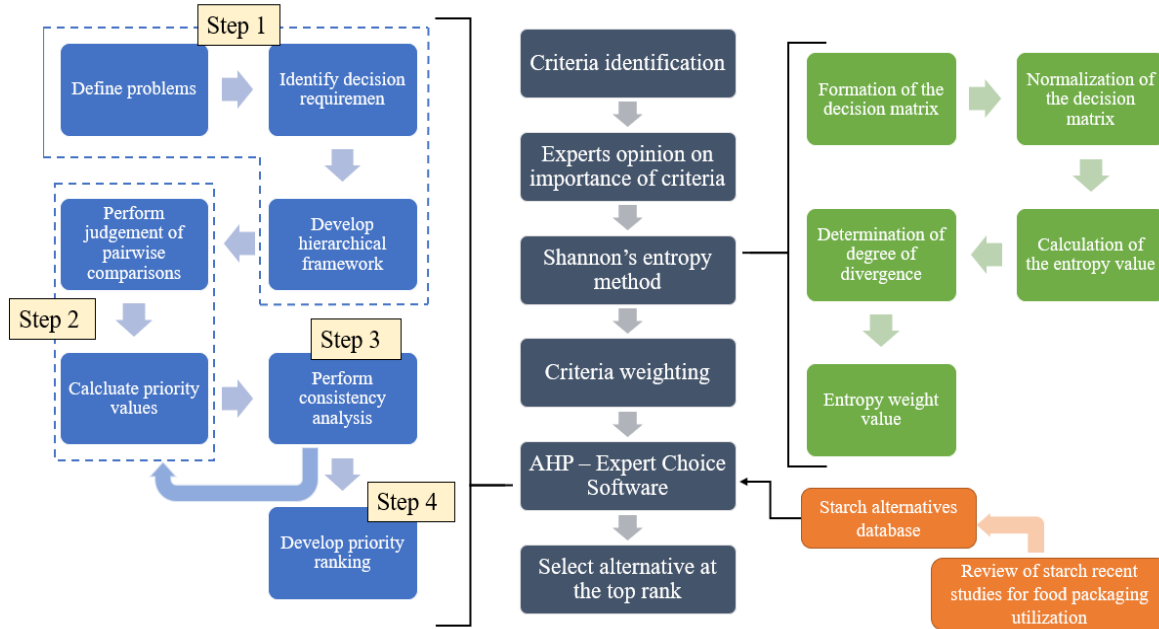 Step 1
Define problems
Identify decision
requiremen
Develop
hierarchical
framework
Perform
judgement of
pairwise
comparisons
Step 2
Calcluate priority
values
Step 3
Perform
consistency
analysis
Step 4
Develop priority
ranking
Criteria identification
Experts opinion on
importance of criteria
Shannon’s entropy
method
Criteria weighting
AHP – Expert Choice
Software
Select alternative at
the top rank
Formation of the
decision matrix
Normalization of
the decision
matrix
Calculation of
the entropy value
Determination of
degree of
divergence
Entropy weight
value
Starch alternatives
database
Review of starch recent
studies for food packaging
utilization